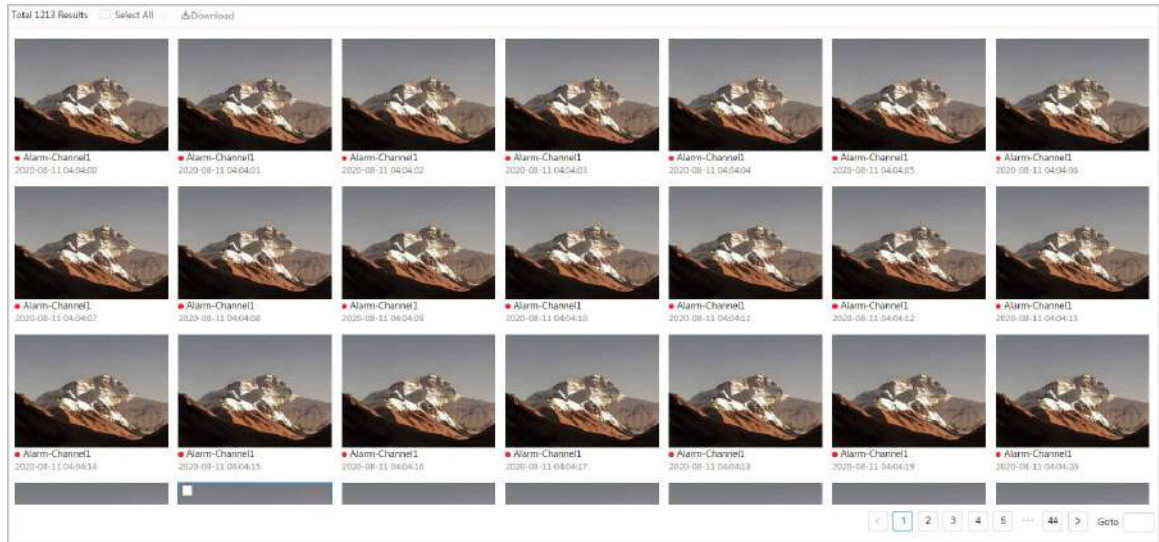 Total 1213 Results Select All Download
Alarm-Channel1 Alarm-Channel1 Alarm-Channel1 Alarm-Channel1 Alarm-Channel1 Alarm-Channel1 Alarm-Channel1
2020-08-11 04:04:00 2020-08-11 04:04:01 2020-08-11 04:04:02 2020-08-11 04:04:03 2020-08-11 04:04:04 2020-08-11 04:04:05 2020-08-11 04:04:06
Alarm-Channel1 Alarm-Channel1 Alarm-Channel1 Alarm-Channel1 Alarm-Channel1 Alarm-Channel1 Alarm-Channel1
2020-08-11 04:04:07 2020-08-11 04:04:08 2020-08-11 04:04:09 2020-08-11 04:04:10 2020-08-11 04:04:11 2020-08-11 04:04:12 2020-08-11 04:04:13
Alarm-Channel1 Alarm-Channel1 Alarm-Channel1 Alarm-Channel1 Alarm-Channel1 Alarm-Channel1 Alarm-Channel1
2020-08-11 04:04:14 2020-08-11 04:04:15 2020-08-11 04:04:16 2020-08-11 04:04:17 2020-08-11 04:04:18 2020-08-11 04:04:19 2020-08-11 04:04:20
< 1 2 3 4 5 ··· 44 > Goto